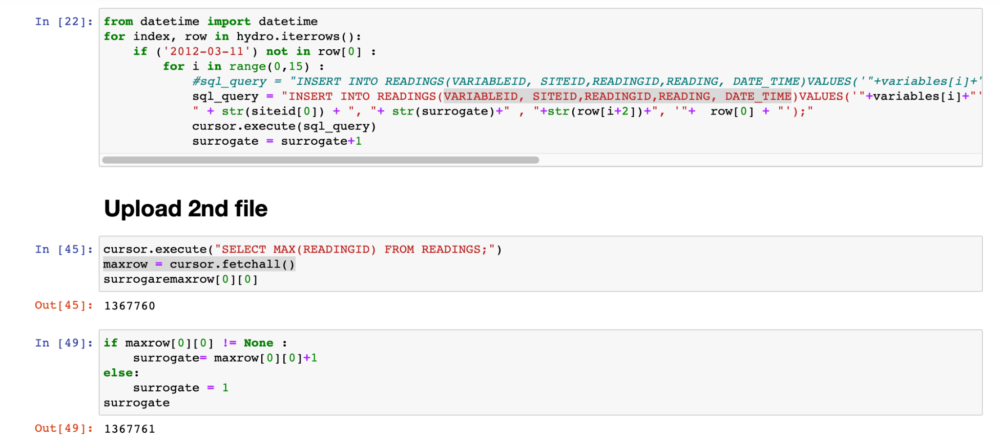 In [22]: from datetime import datetime
for index, row in hydro.iterrows():
    if ('2012-03-11') not in row[0] :
        for i in range(0,15) :
            #sql_query = "INSERT INTO READINGS(VARIABLEID, SITEID,READINGID,READING, DATE_TIME)VALUES('"+variables[i]+'
            sql_query = "INSERT INTO READINGS(VARIABLEID, SITEID,READINGID,READING, DATE_TIME)VALUES('"+variables[i]+"'
            " + str(siteid[0]) + ", "+ str(surrogate)+" , "+str(row[i+2])+", '"+  row[0] + "');"
            cursor.execute(sql_query)
            surrogate = surrogate+1
Upload 2nd file
In [45]: cursor.execute("SELECT MAX(READINGID) FROM READINGS;")
maxrow = cursor.fetchall()
surrogaremaxrow[0][0]
Out[45]: 1367760
In [49]: if maxrow[0][0] != None :
    surrogate= maxrow[0][0]+1
else:
    surrogate = 1
surrogate
Out[49]: 1367761